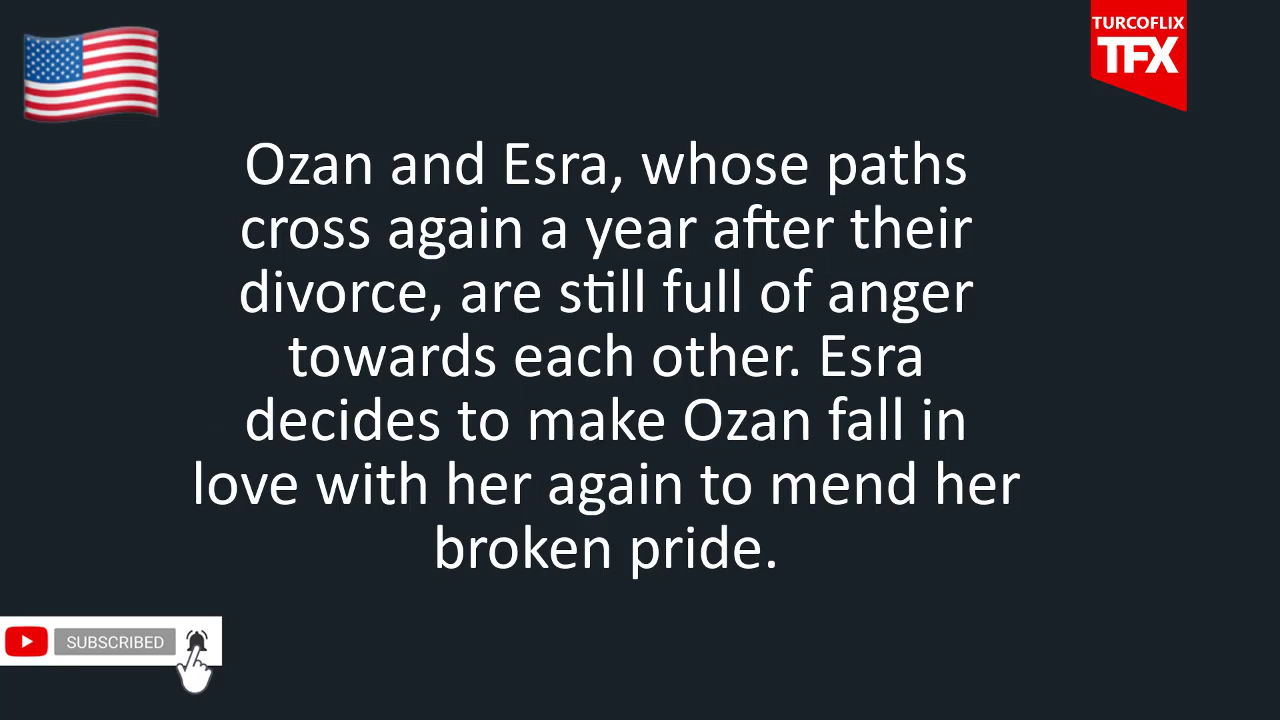 TURCOFLIX
TFX
Ozan and Esra, whose paths
cross again a year after their
divorce, are still full of anger
towards each other. Esra
decides to make Ozan fall in
love with her again to mend her
broken pride.
SUBSCRIBED